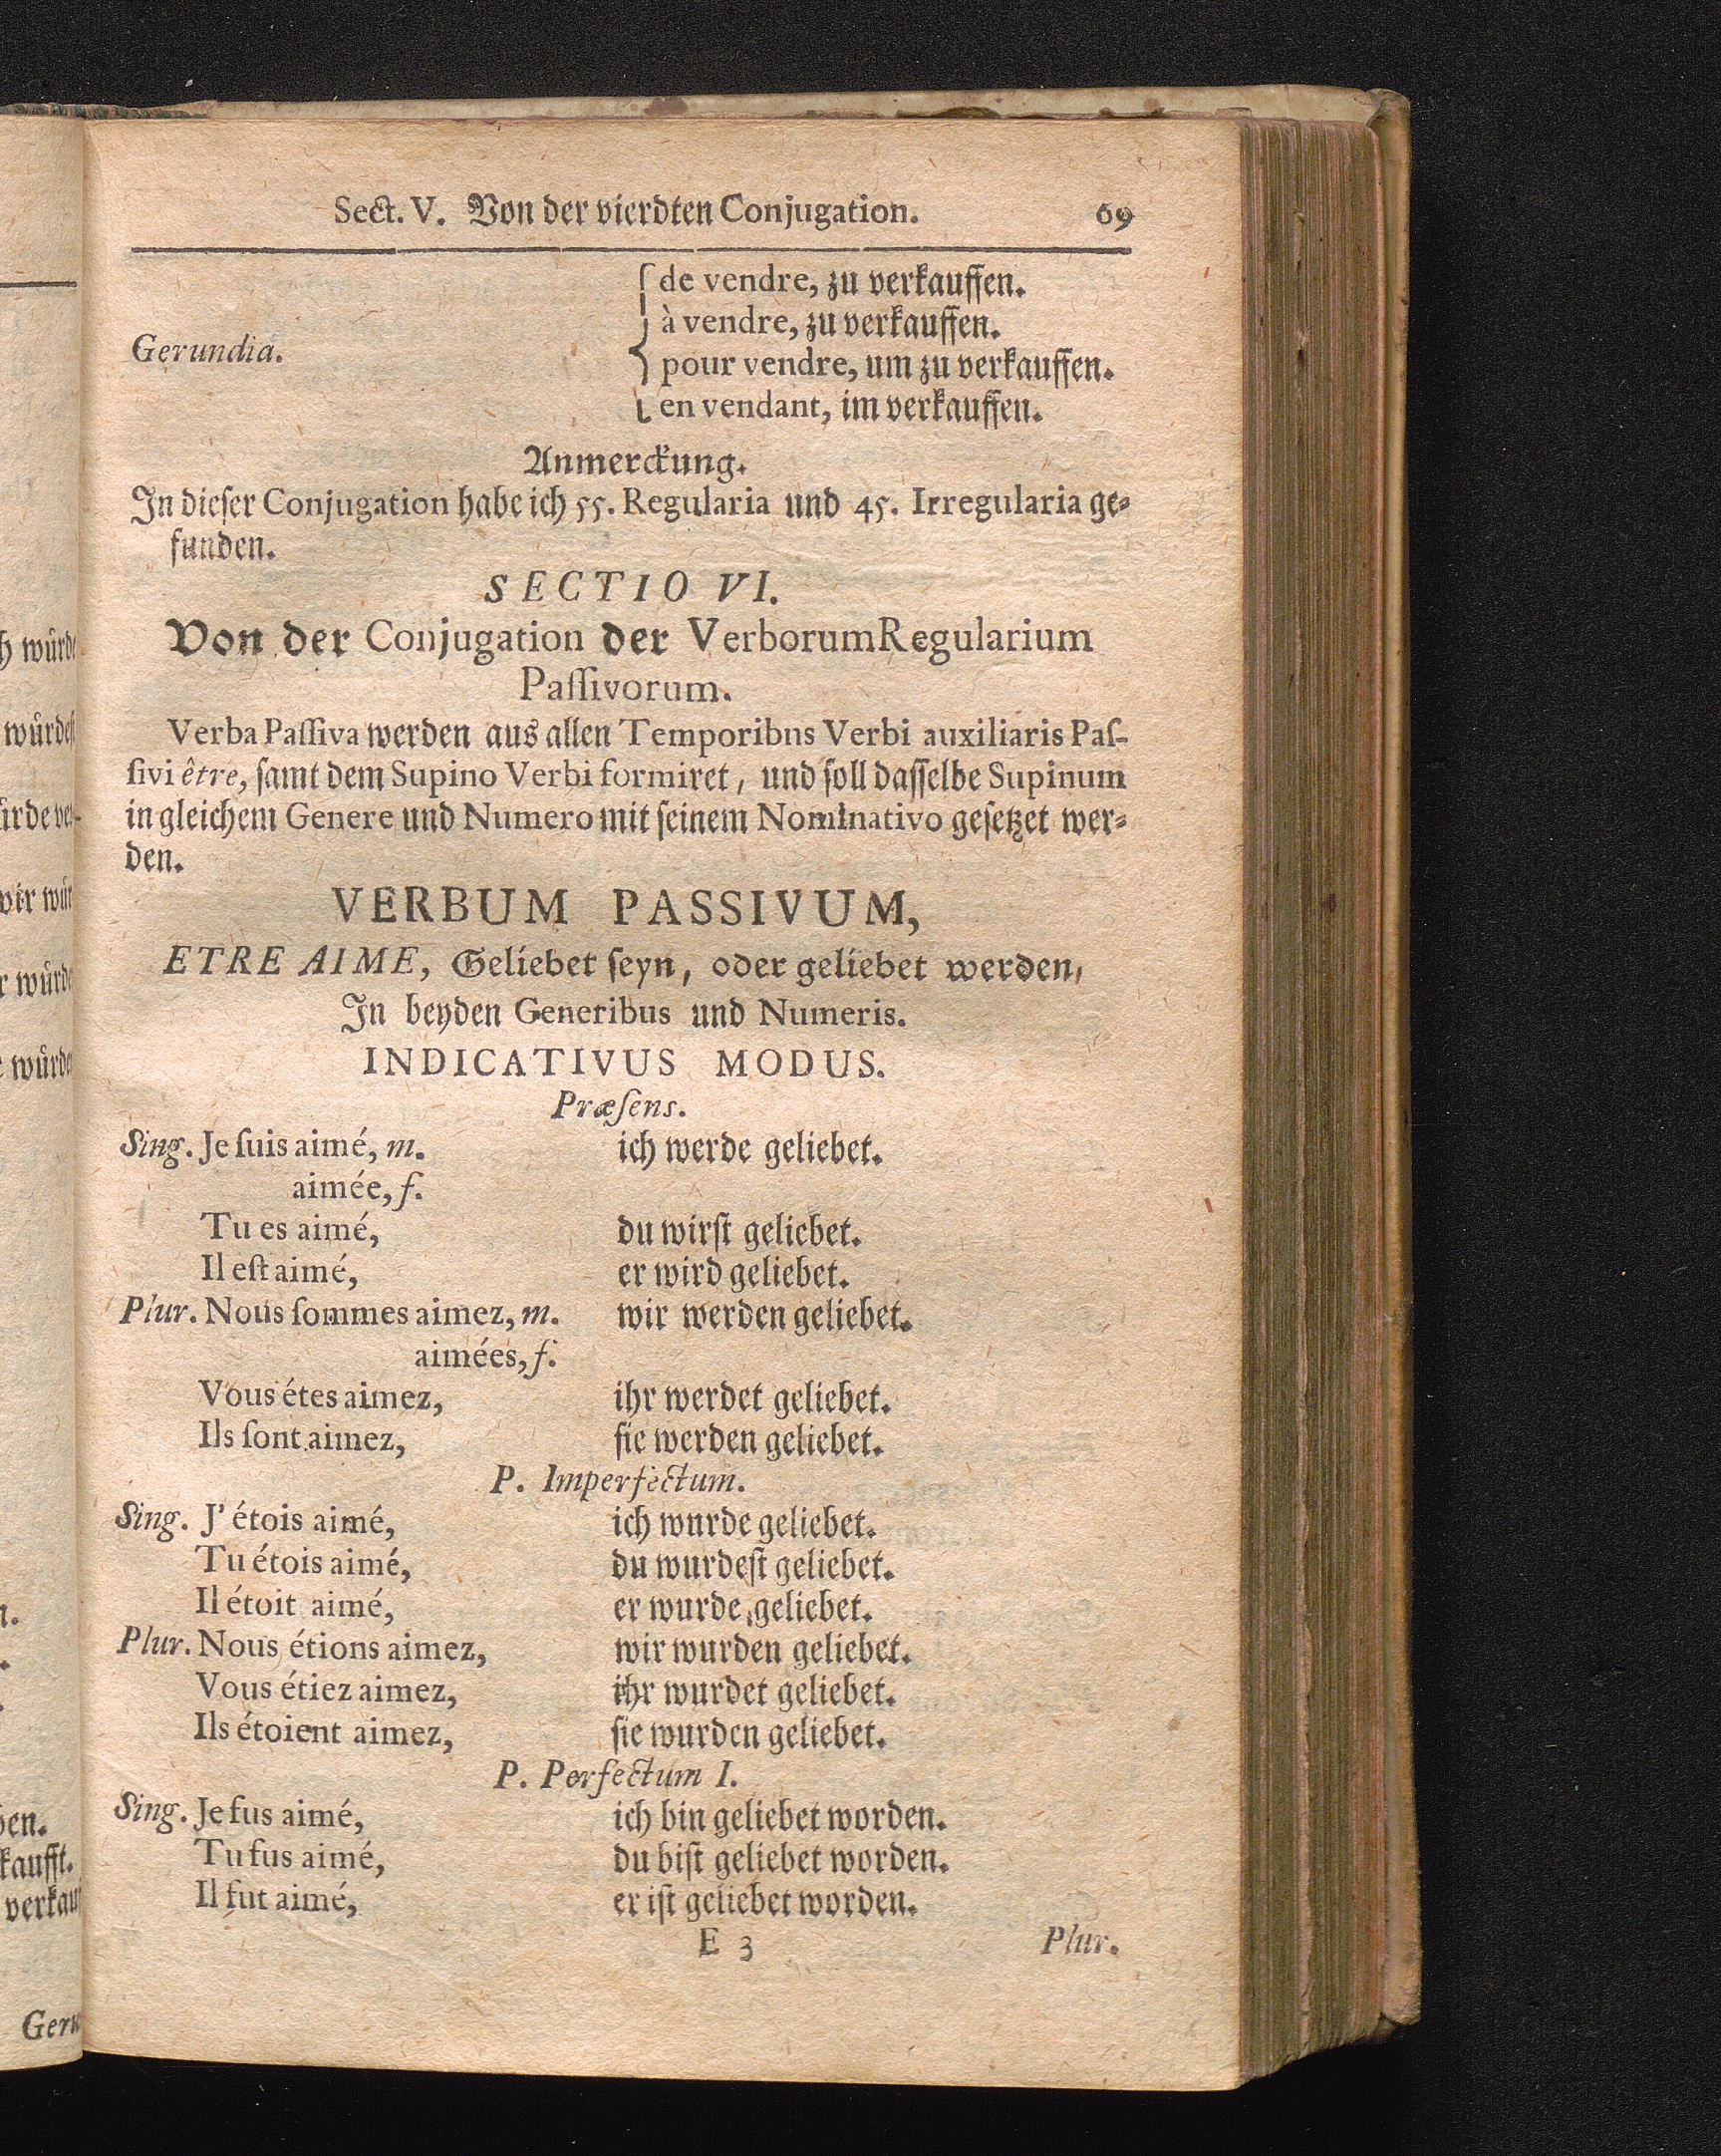 Sect. V. Von der vierdten Conjugation. 69
de vendre, zu verkauffen.
à vendre, zu verkauffen.
Gerundia.
pour vendre, um zu verkauffen.
en vendant, im verkauffen.
Anmerckung.
In dieser Conjugation habe ich 55. Regularia und 45. Irregularia ge-
funden.
SECTIO VI.
Von der Conjugation der Verborum Regularium
Paſſivorum.
Verba Paſſiva werden aus allen Temporibns Verbi auxiliaris Paſ-
ſivi être, ſamt dem Supino Verbi formiret, und ſoll daſſelbe Supinum
in gleichem Genere und Numero mit ſeinem Nominativo geſetzet wer-
den.
VERBUM PASSIVUM,
ETRE AIME, Geliebet ſeyn, oder geliebet werden,
In beyden Generibus und Numeris.
INDICATIVUS MODUS.
Præſens.
Sing. Je ſuis aimé, m. ich werde geliebet.
aimée, f.
Tu es aimé, du wirſt geliebet.
Il eſt aimé, er wird geliebet.
Plur. Nous ſommes aimez, m. wir werden geliebet.
aimées, f.
Vous étes aimez, ihr werdet geliebet.
Ils ſont aimez, ſie werden geliebet.
P. Imperfectum.
Sing. J' étois aimé, ich wurde geliebet.
Tu étois aimé, du wurdeſt geliebet.
Il étoit aimé, er wurde geliebet.
Plur. Nous étions aimez, wir wurden geliebet.
Vous étiez aimez, ihr wurdet geliebet.
Ils étoient aimez, ſie wurden geliebet.
P. Perfectum I.
Sing. Je fus aimé, ich bin geliebet worden.
Tu fus aimé, du biſt geliebet worden.
Il fut aimé, er iſt geliebet worden.
E 3 Plur.